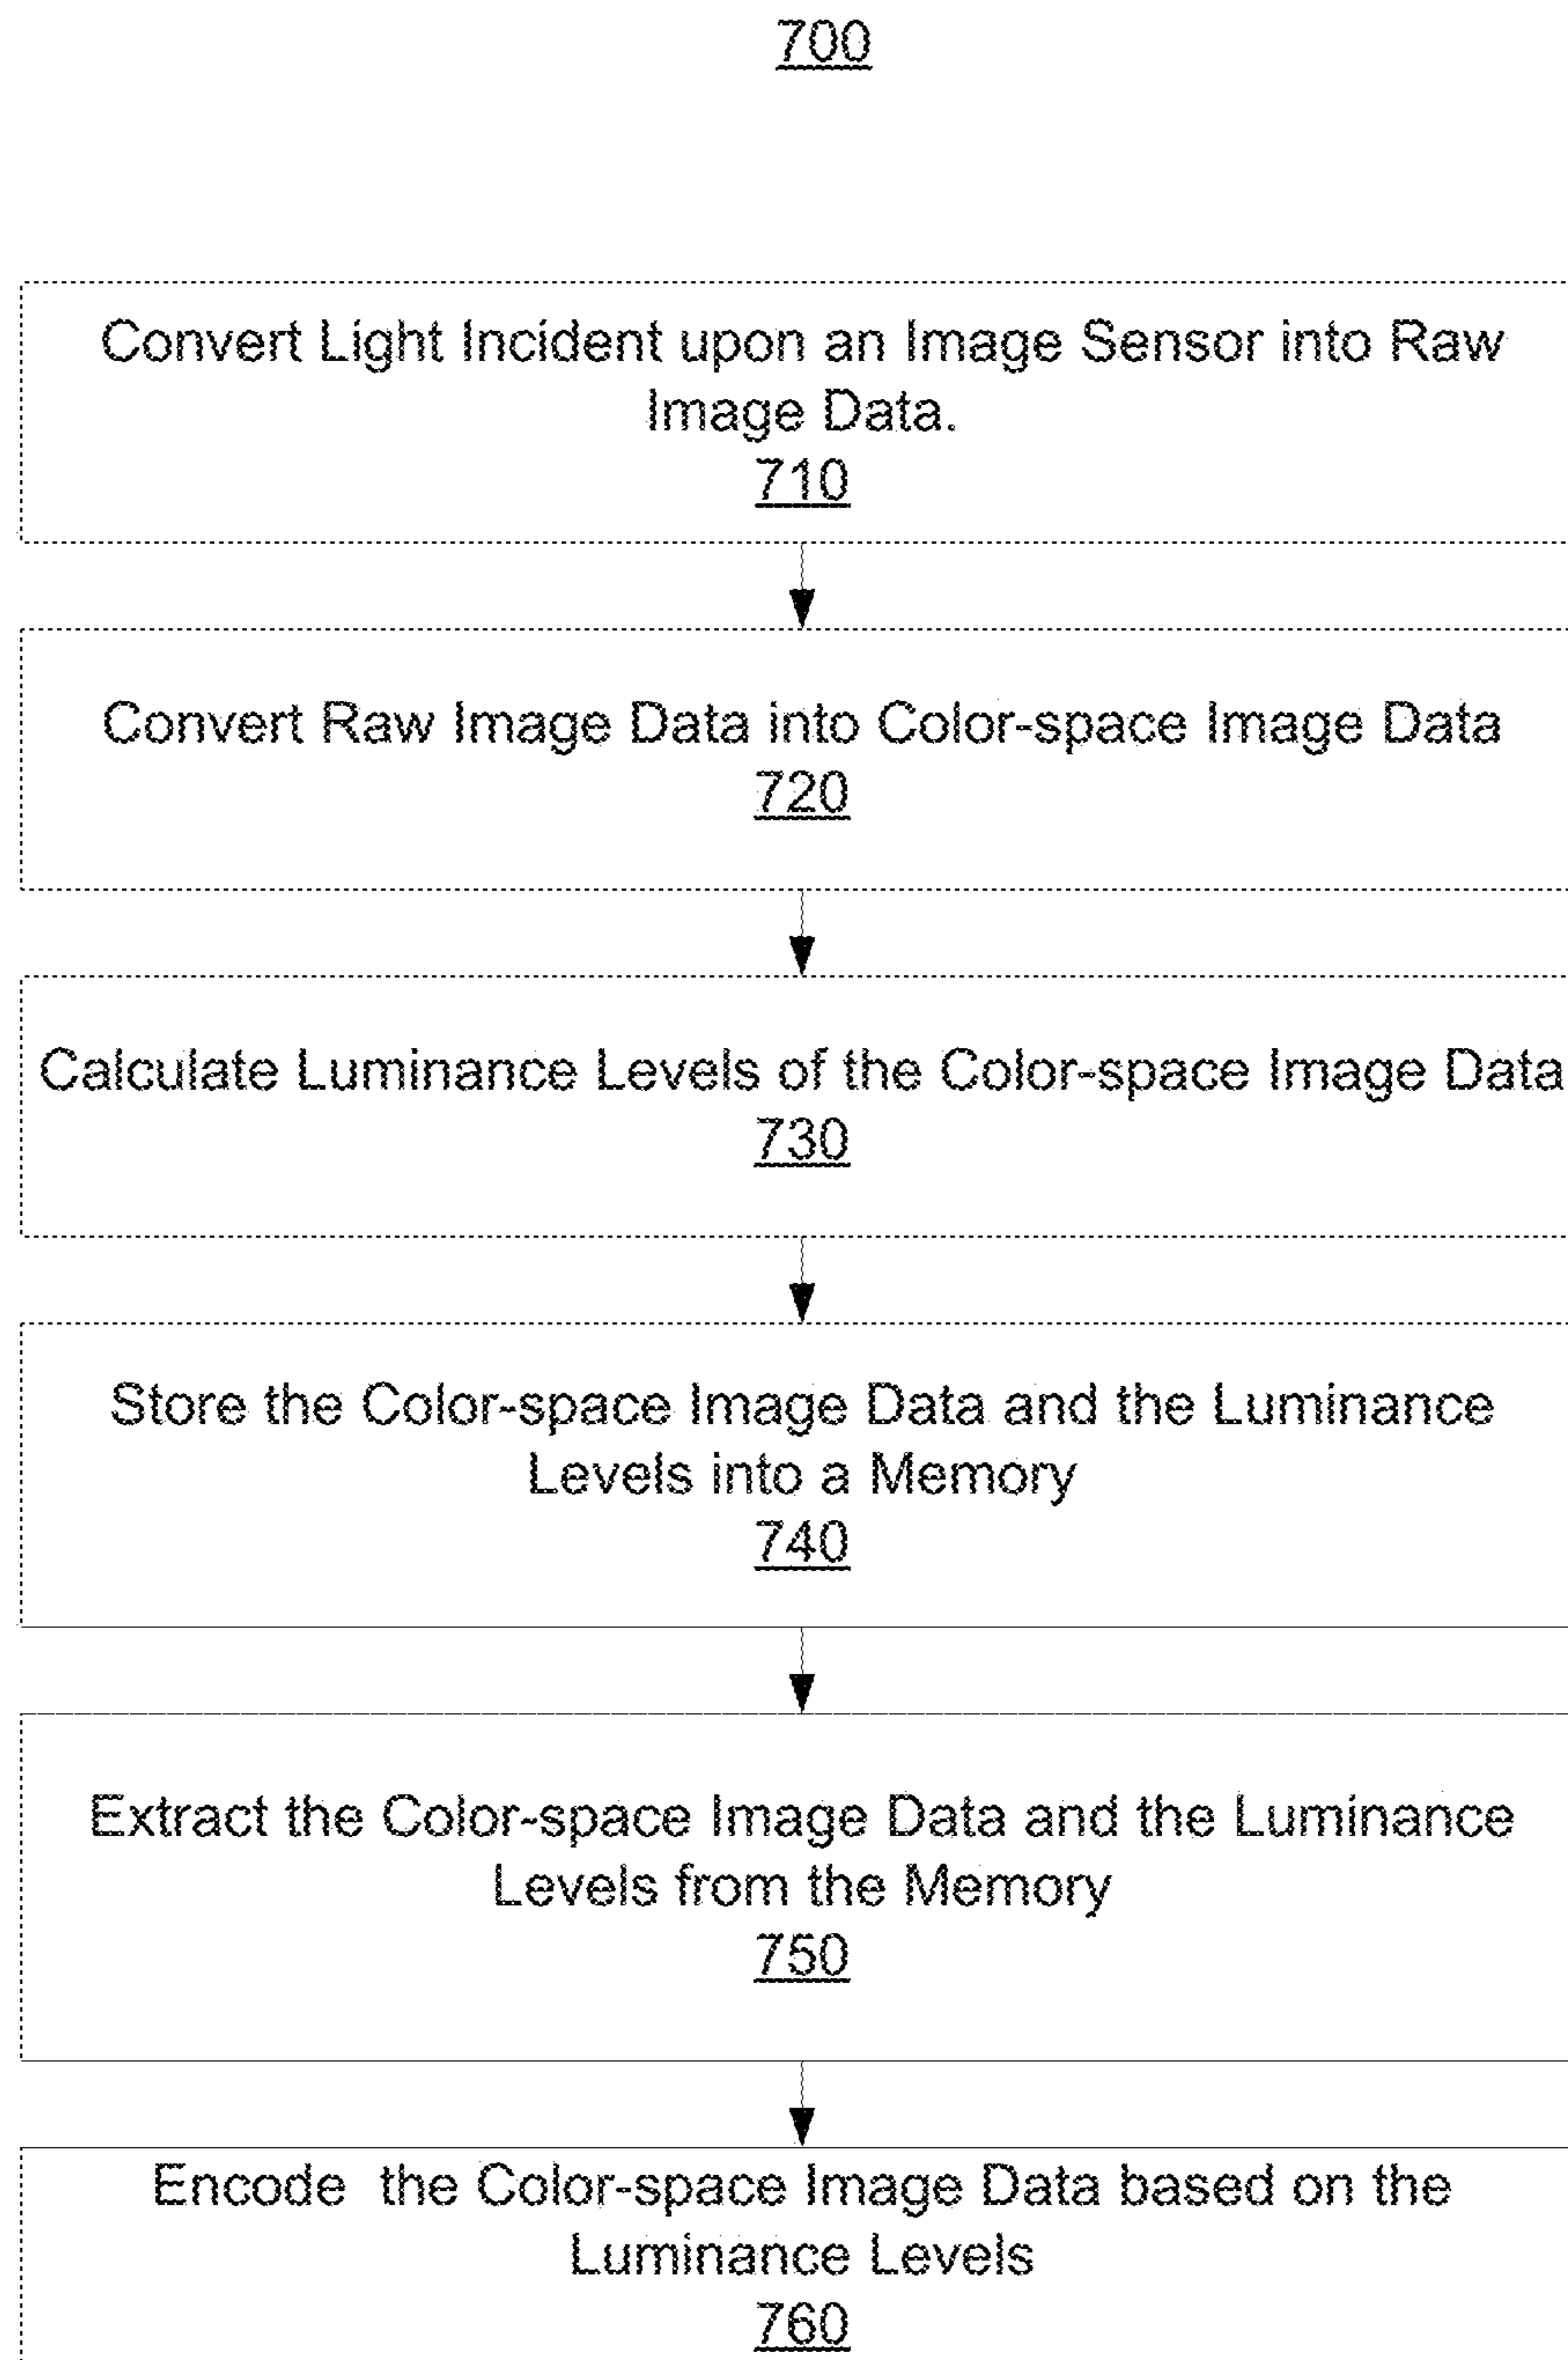 700
Convert Light Incident upon an Image Sensor into Raw
Image Data.
710
Convert Raw Image Data into Color-space Image Data
720
Calculate Luminance Levels of the Color-space Image Data
730
Store the Color-space Image Data and the Luminance
Levels into a Memory
740
Extract the Color-space Image Data and the Luminance
Levels from the Memory
750
Encode the Color-space Image Data based on the
Luminance Levels
760